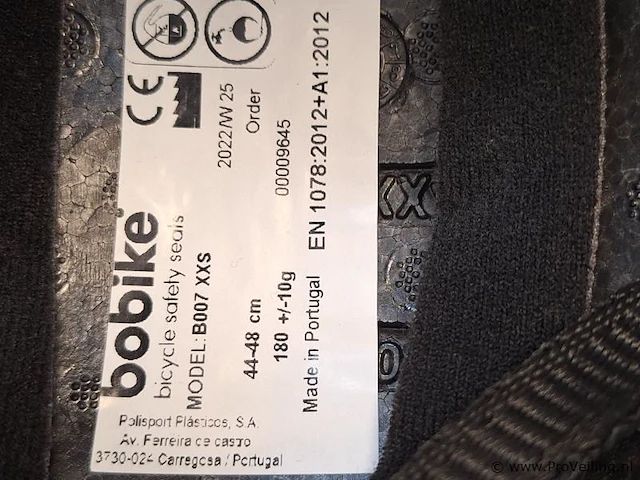 bobike
bicycle safety seats
MODEL: B007 XXS
44-48 cm
180 +/-10g
Made in Portugal
CE
2022/W 25
Order
00009645
EN 1078:2012+A1:2012
Polisport Plásticos, S.A.
Av. Ferreira de castro
3730-024 Carregosa / Portugal
XX
© www.ProVeiling.nl